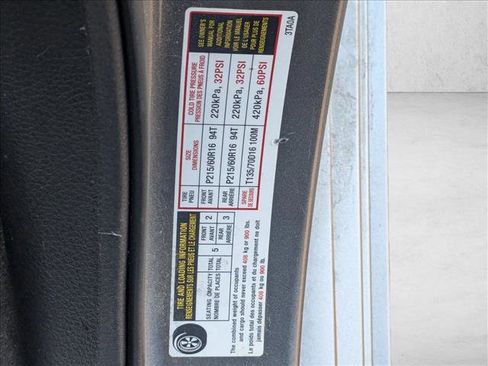 TIRE AND LOADING INFORMATION
RENSEIGNEMENTS SUR LES PNEUS ET LE CHARGEMENT
SEATING CAPACITY TOTAL 5 FRONT 2 REAR 3
NOMBRE DE PLACES TOTAL AVANT ARRIÈRE
The combined weight of occupants
and cargo should never exceed 408 kg or 900 lbs.
Le poids total des occupants et du chargement ne doit
jamais dépasser 408 kg ou 900 lb.
TIRE
PNEU
SIZE
DIMENSIONS
COLD TIRE PRESSURE
PRESSION DES PNEUS À FROID
FRONT
AVANT
P215/60R16 94T
220kPa, 32PSI
REAR
ARRIÈRE
P215/60R16 94T
220kPa, 32PSI
SPARE
DE SECOURS
T135/70D16 100M
420kPa, 60PSI
SEE OWNER'S
MANUAL FOR
ADDITIONAL
INFORMATION
VOIR LE MANUEL
DE L'USAGER
POUR PLUS DE
RENSEIGNEMENTS
3TA0A